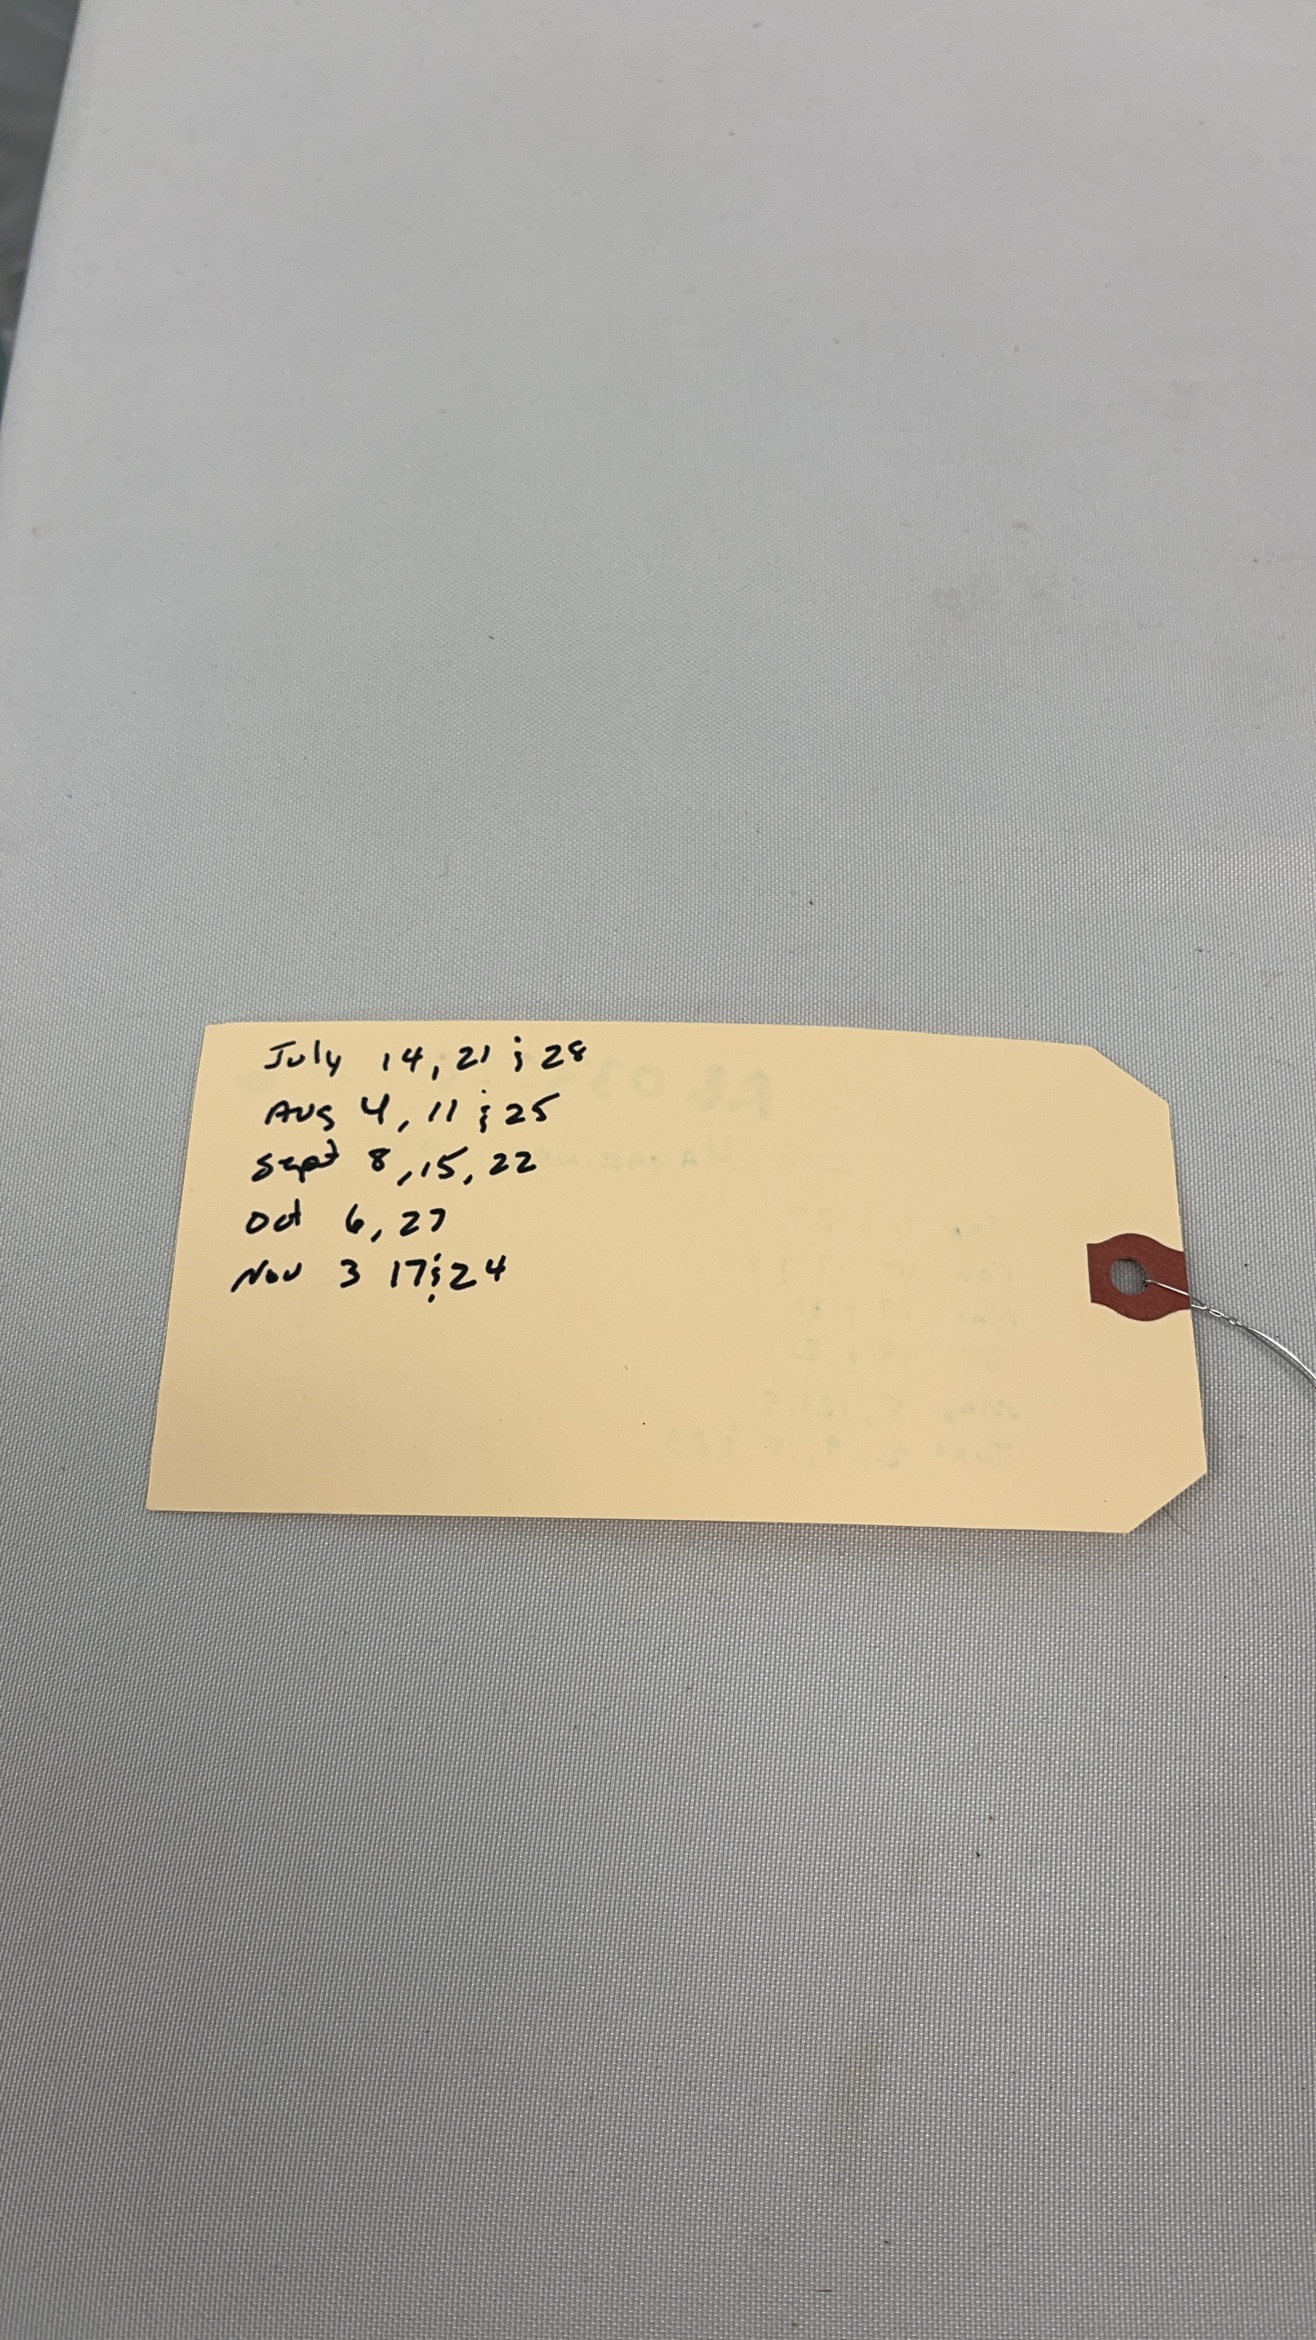 July 14, 21 & 28
Aug 4, 11 & 25
Sept 8, 15, 22
Oct 6, 27
Nov 3 17 & 24